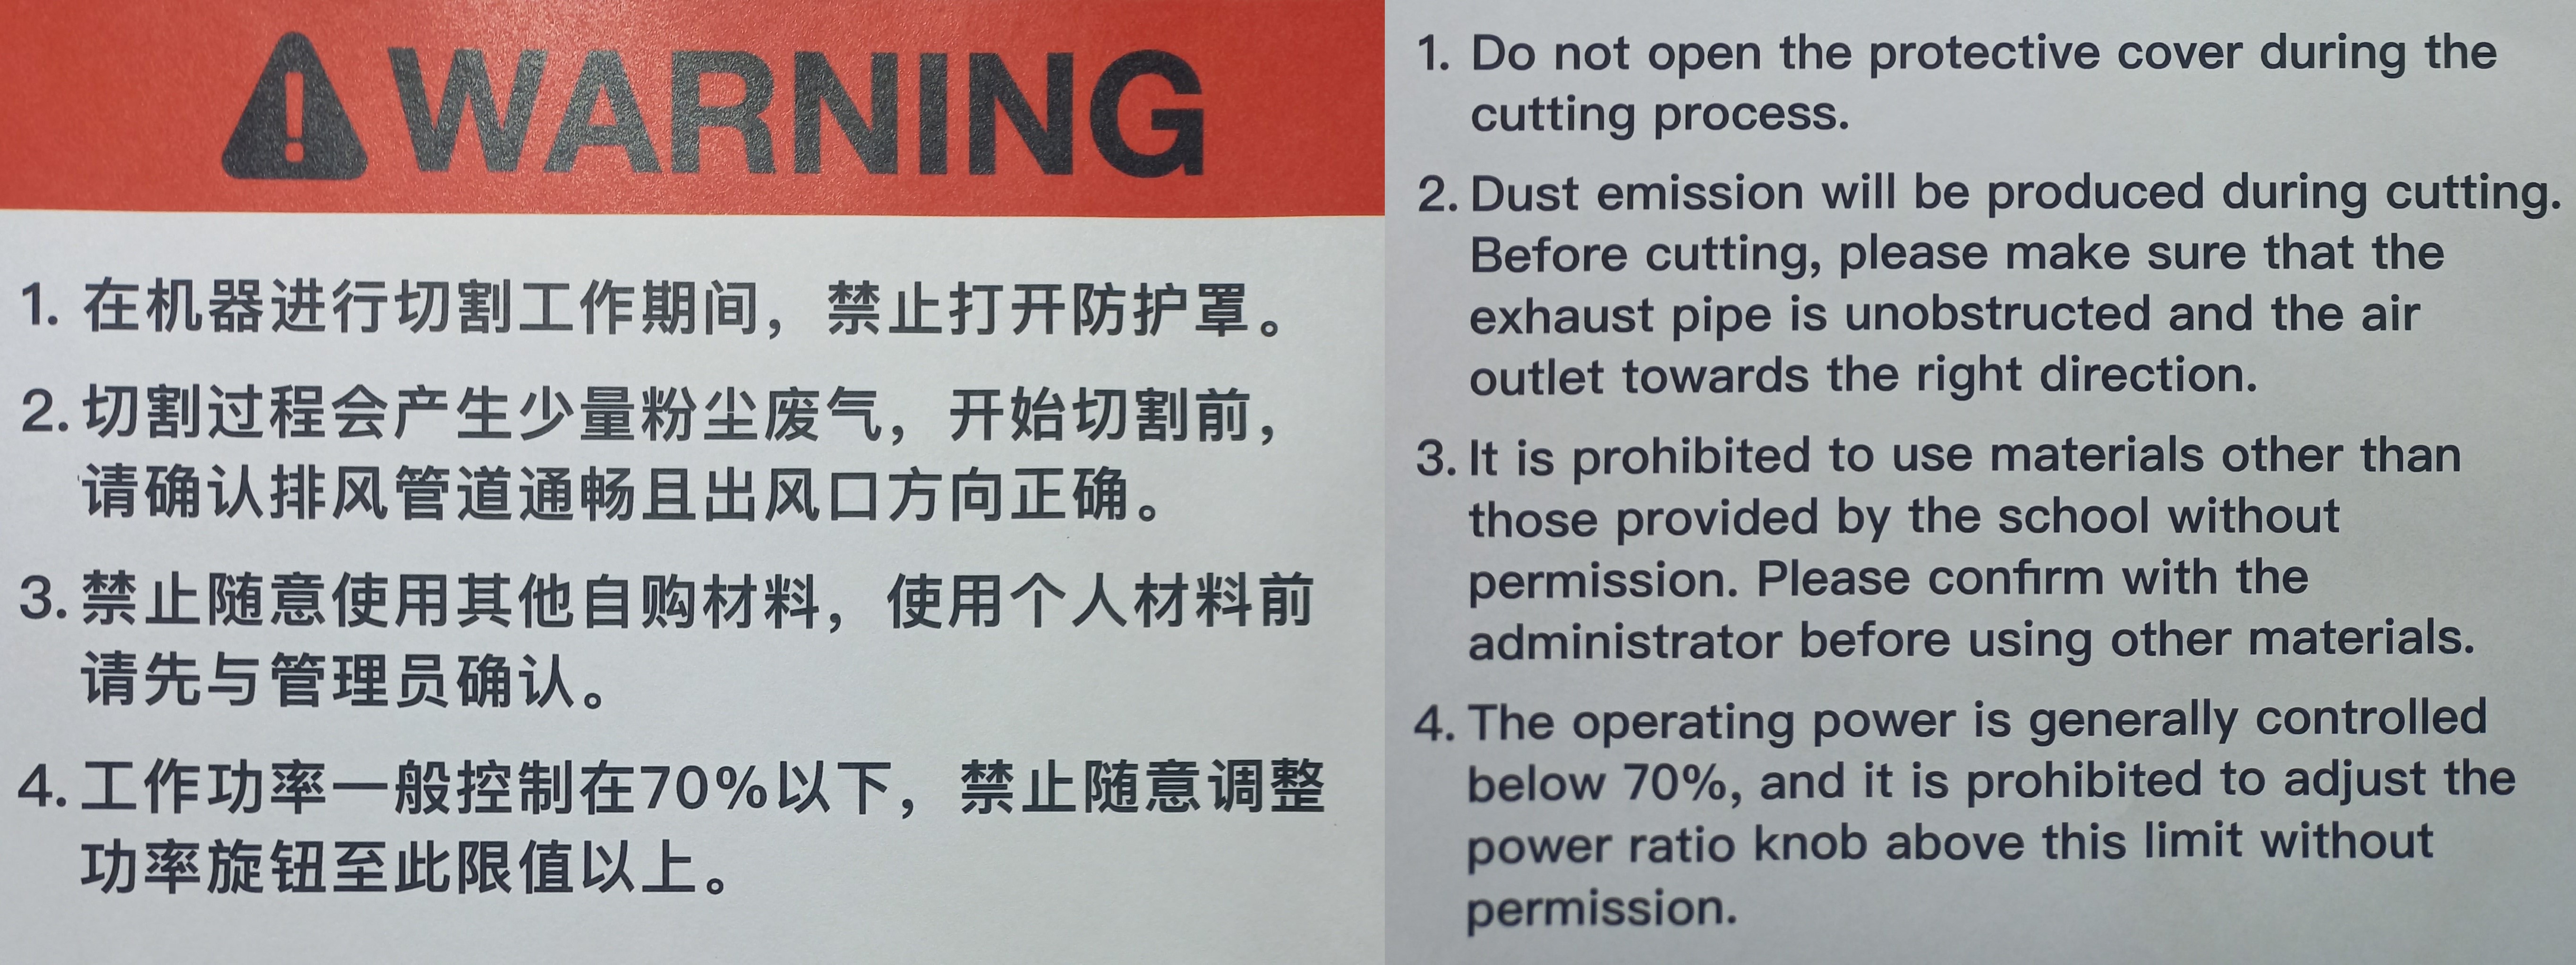 WARNING
1. 在机器进行切割工作期间，禁止打开防护罩。
2. 切割过程会产生少量粉尘废气，开始切割前，
请确认排风管道通畅且出风口方向正确。
3. 禁止随意使用其他自购材料，使用个人材料前
请先与管理员确认。
4. 工作功率一般控制在70%以下，禁止随意调整
功率旋钮至此限值以上。
1. Do not open the protective cover during the
cutting process.
2. Dust emission will be produced during cutting.
Before cutting, please make sure that the
exhaust pipe is unobstructed and the air
outlet towards the right direction.
3. It is prohibited to use materials other than
those provided by the school without
permission. Please confirm with the
administrator before using other materials.
4. The operating power is generally controlled
below 70%, and it is prohibited to adjust the
power ratio knob above this limit without
permission.